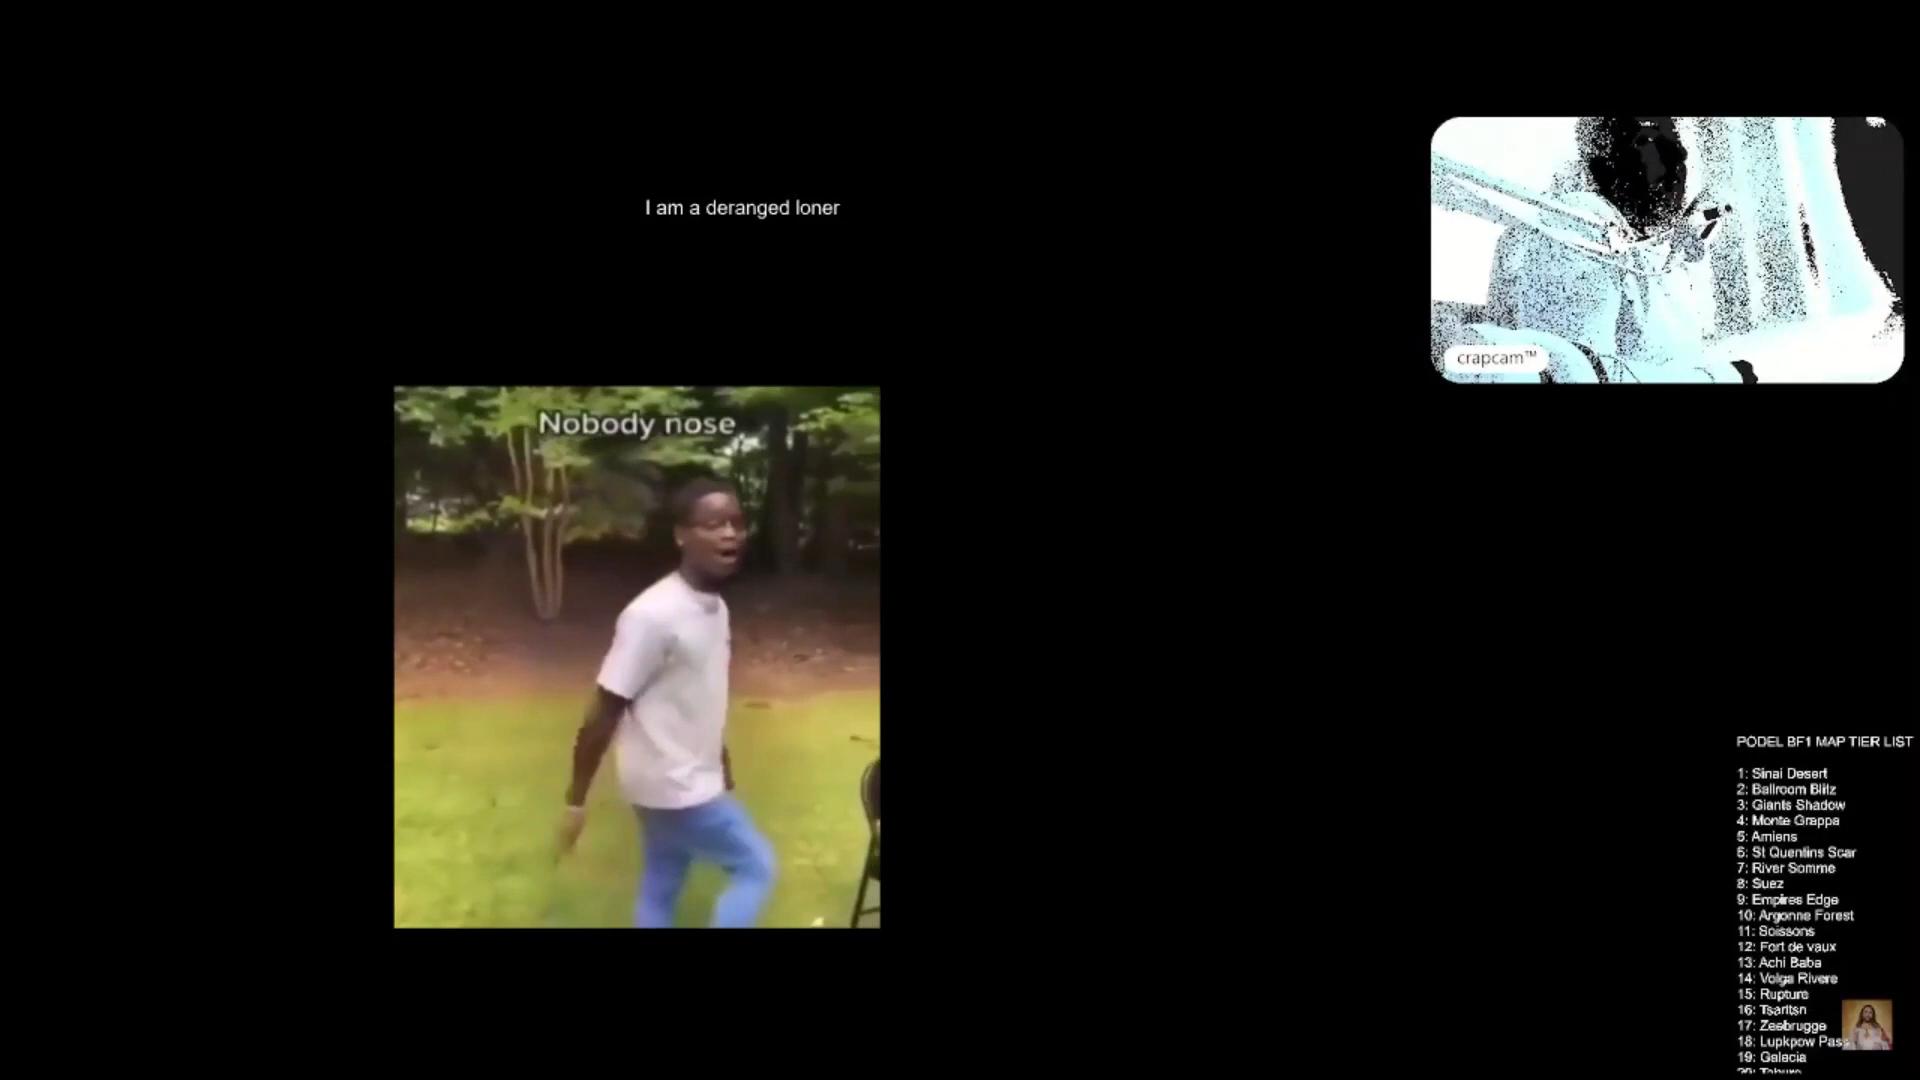 I am a deranged loner
crapcam™
Nobody nose
PODEL BF1 MAP TIER LIST
1: Sinai Desert
2: Ballroom Blitz
3: Giants Shadow
4: Monte Grappa
5: Amiens
6: St Quentins Scar
7: River Somme
8: Suez
9: Empires Edge
10: Argonne Forest
11: Soissons
12: Fort de vaux
13: Achi Baba
14: Volga Rivere
15: Rupture
16: Tsaritsn
17: Zeebrugge
18: Lupkpow Pass
19: Galacia